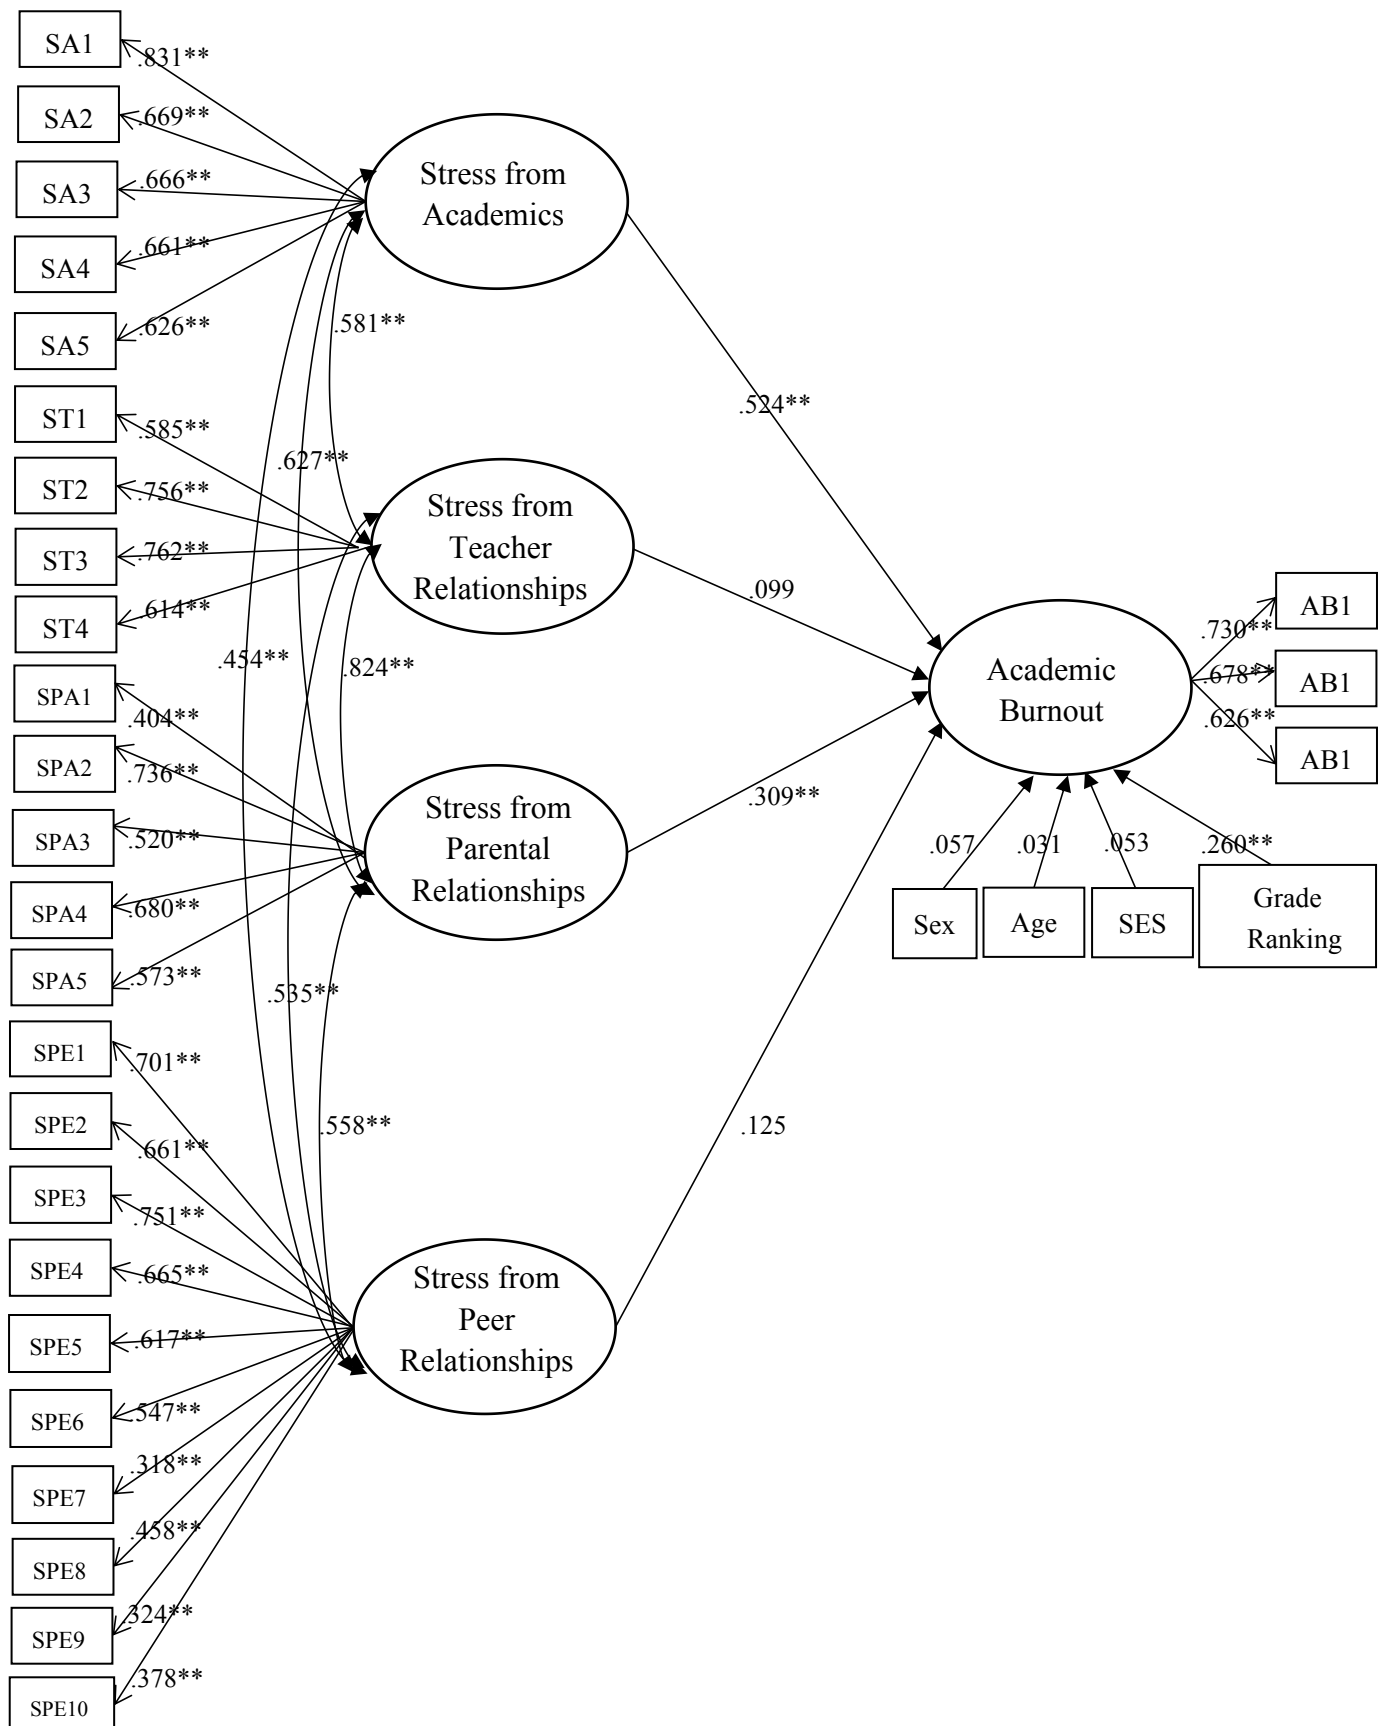 SA1
.831**
SA2
.669**
SA3
.666**
SA4
.661**
SA5
.626**
Stress from
Academics
.581**
.524**
ST1
.585**
ST2
.756**
ST3
.762**
ST4
.614**
.627**
Stress from
Teacher
Relationships
.099
.454**
.824**
SPA1
.404**
SPA2
.736**
SPA3
.520**
SPA4
.680**
SPA5
.573**
Stress from
Parental
Relationships
.309**
Academic
Burnout
.730**
AB1
.678**
AB1
.626**
AB1
.057
.031
.053
.260**
Sex
Age
SES
Grade
Ranking
.535**
.558**
.125
SPE1
.701**
SPE2
.661**
SPE3
.751**
SPE4
.665**
SPE5
.617**
SPE6
.547**
SPE7
.318**
SPE8
.458**
SPE9
.324**
SPE10
.378**
Stress from
Peer
Relationships